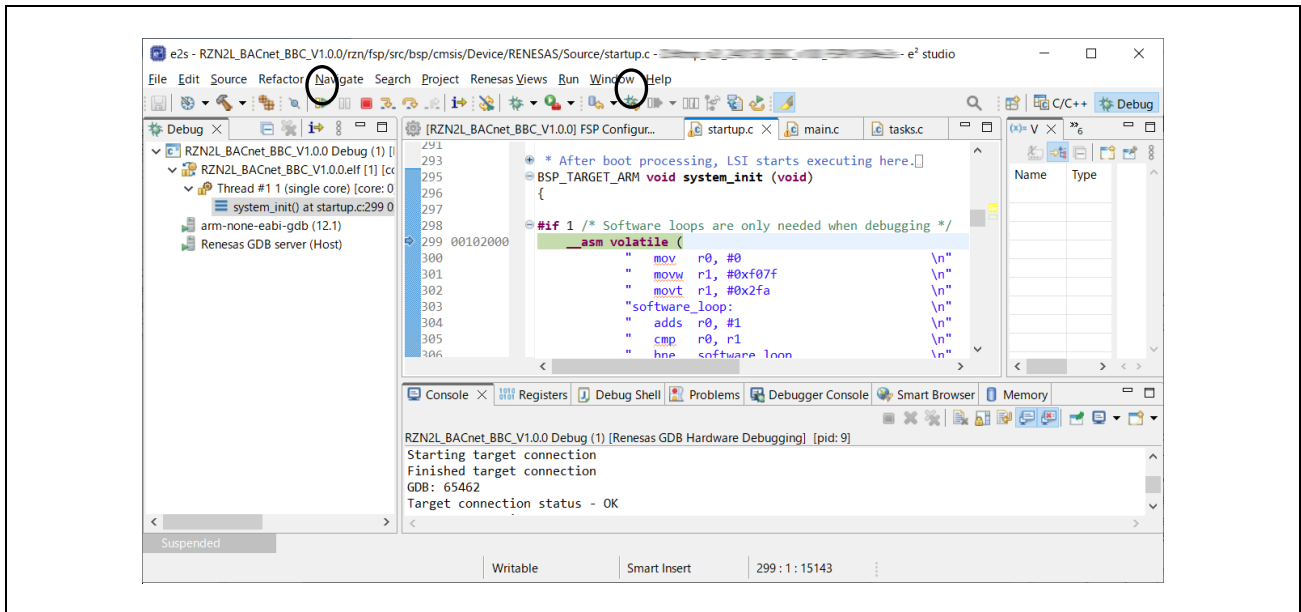 e2s - RZN2L_BACnet_BBC_V1.0.0/rzn/fsp/src/bsp/cmsis/Device/RENESAS/Source/startup.c - - e² studio
File Edit Source Refactor Navigate Search Project Renesas Views Run Window Help
C/C++ Debug
Debug
RZN2L_BACnet_BBC_V1.0.0 Debug (1) [
RZN2L_BACnet_BBC_V1.0.0.elf [1] [co
Thread #1 1 (single core) [core: 0
system_init() at startup.c:299 0
arm-none-eabi-gdb (12.1)
Renesas GDB server (Host)
[RZN2L_BACnet_BBC_V1.0.0] FSP Configur... startup.c main.c tasks.c
291
293 * After boot processing, LSI starts executing here.
295 BSP_TARGET_ARM void system_init (void)
296 {
297
298 #if 1 /* Software loops are only needed when debugging */
299 00102000 __asm volatile (
300 " mov r0, #0 \n"
301 " movw r1, #0xf07f \n"
302 " movt r1, #0x2fa \n"
303 "software_loop: \n"
304 " adds r0, #1 \n"
305 " cmp r0, r1 \n"
306 " bne software_loop \n"
(x)= V »6
Name Type
Console Registers Debug Shell Problems Debugger Console Smart Browser Memory
RZN2L_BACnet_BBC_V1.0.0 Debug (1) [Renesas GDB Hardware Debugging] [pid: 9]
Starting target connection
Finished target connection
GDB: 65462
Target connection status - OK
Suspended
Writable Smart Insert 299 : 1 : 15143